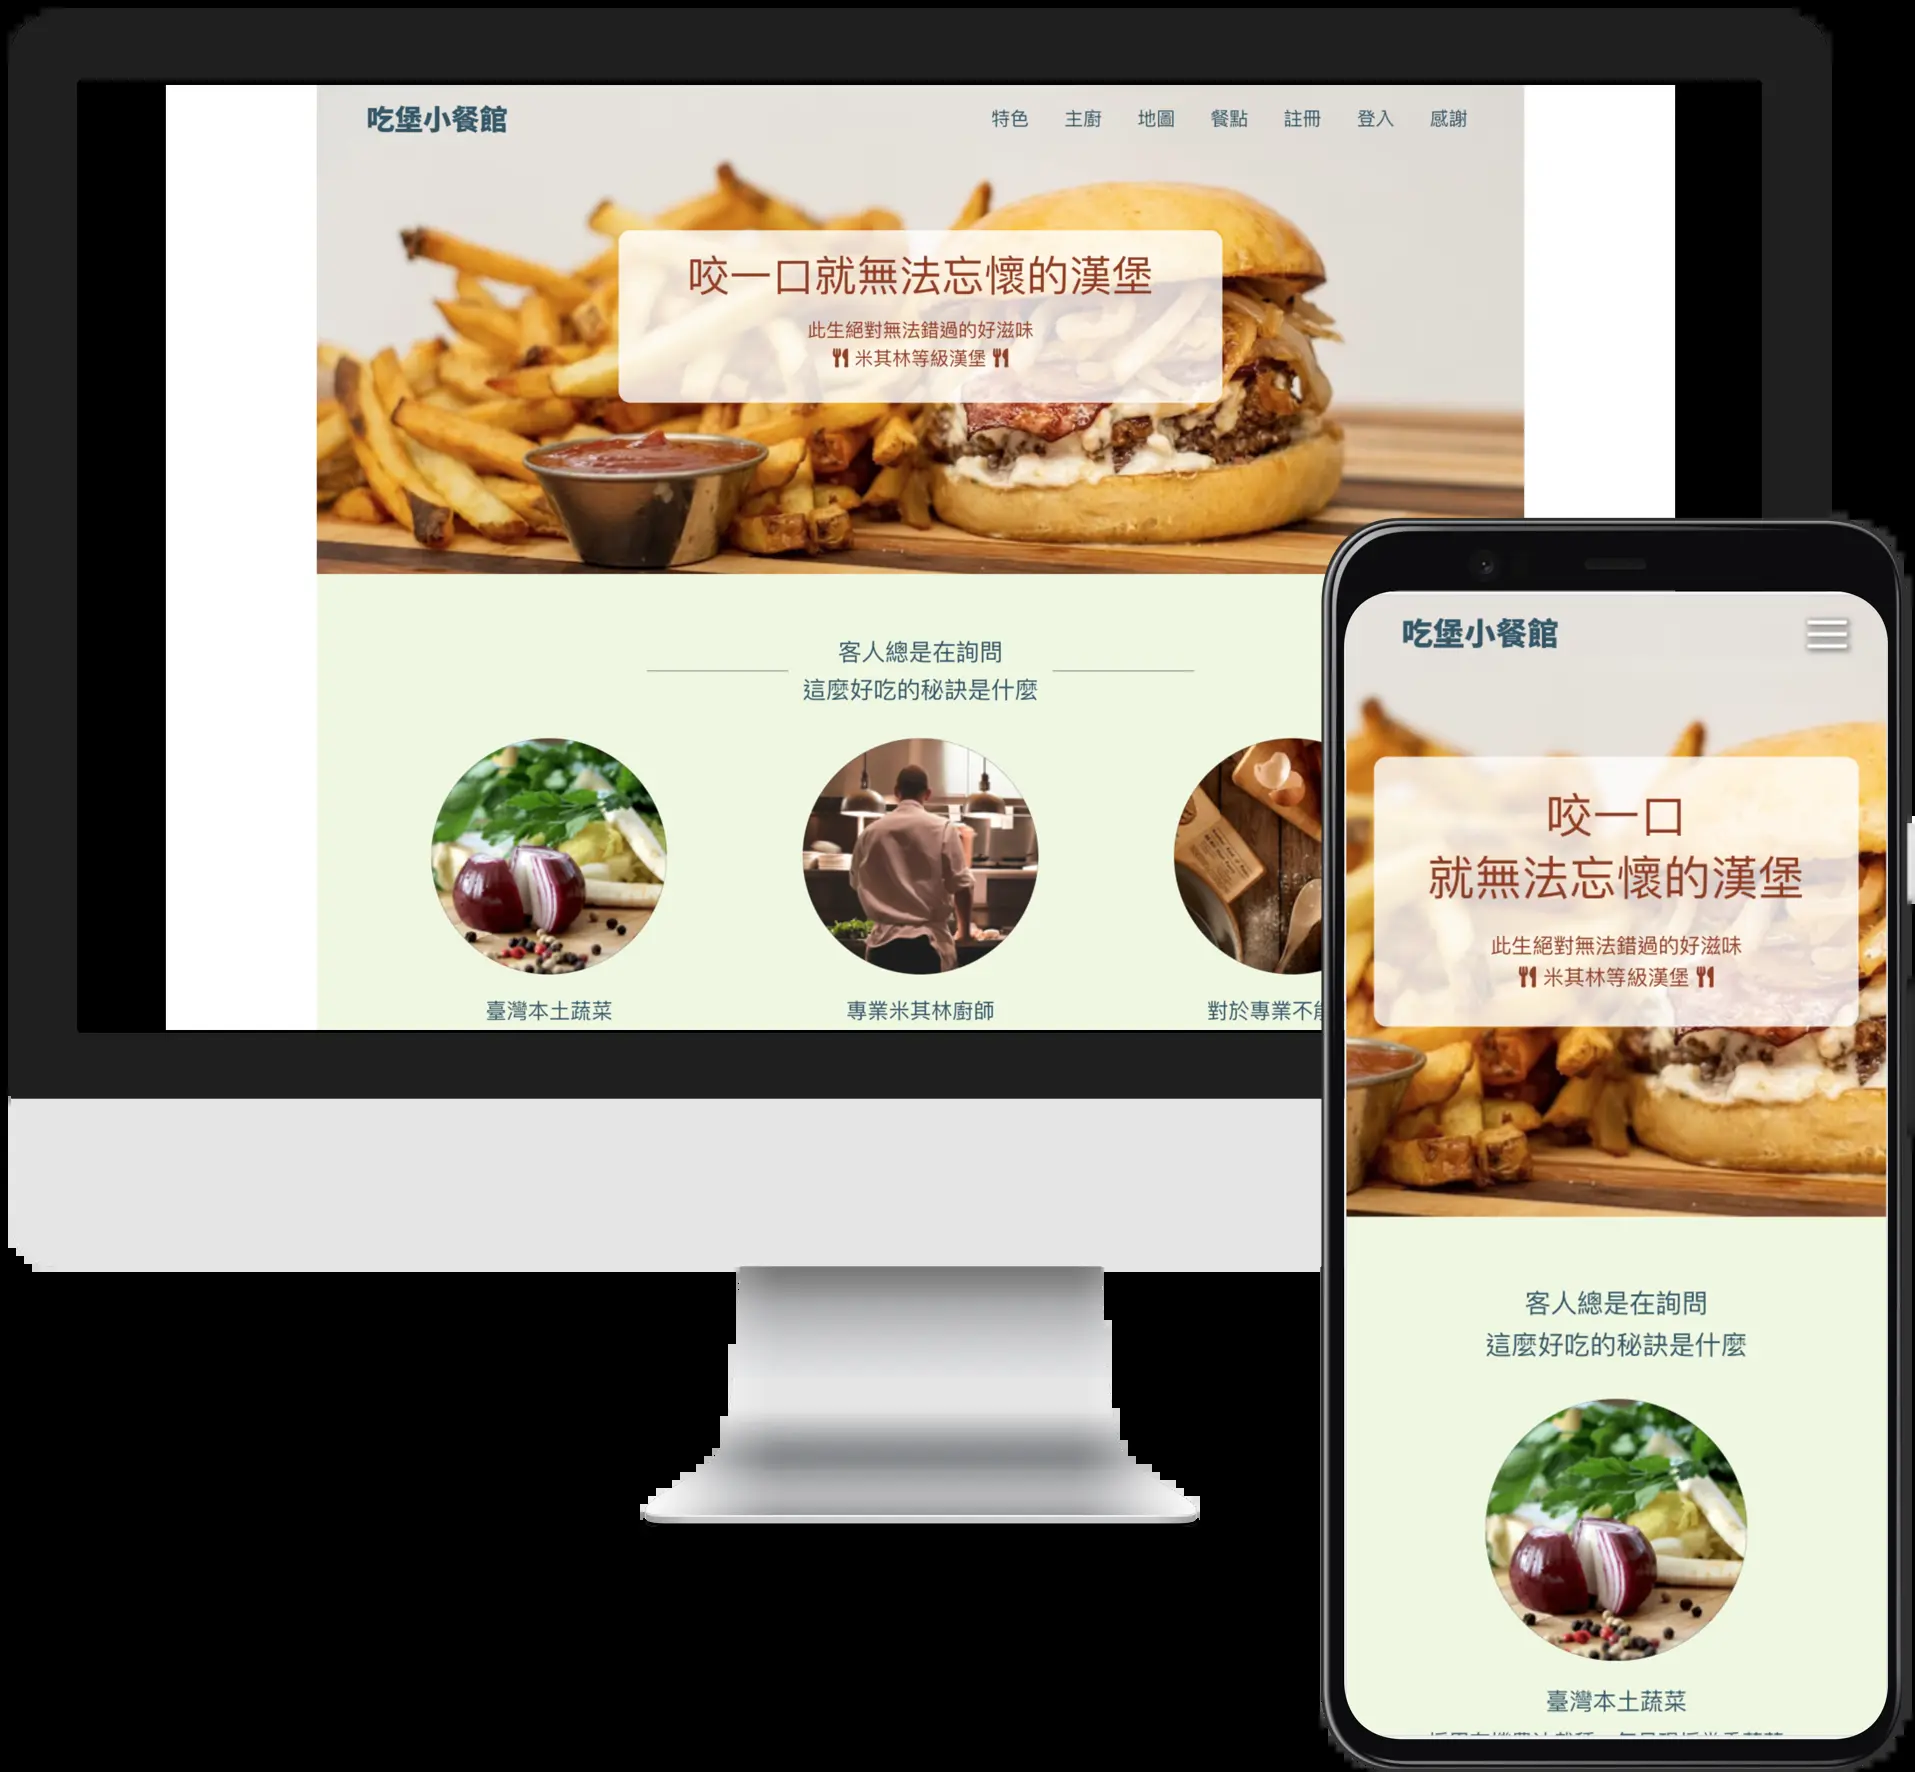 吃堡小餐館
特色 主廚 地圖 餐點 註冊 登入 感謝
咬一口就無法忘懷的漢堡
此生絕對無法錯過的好滋味
米其林等級漢堡
客人總是在詢問
這麼好吃的秘訣是什麼
臺灣本土蔬菜
專業米其林廚師
對於專業不
吃堡小餐館
咬一口
就無法忘懷的漢堡
此生絕對無法錯過的好滋味
米其林等級漢堡
客人總是在詢問
這麼好吃的秘訣是什麼
臺灣本土蔬菜